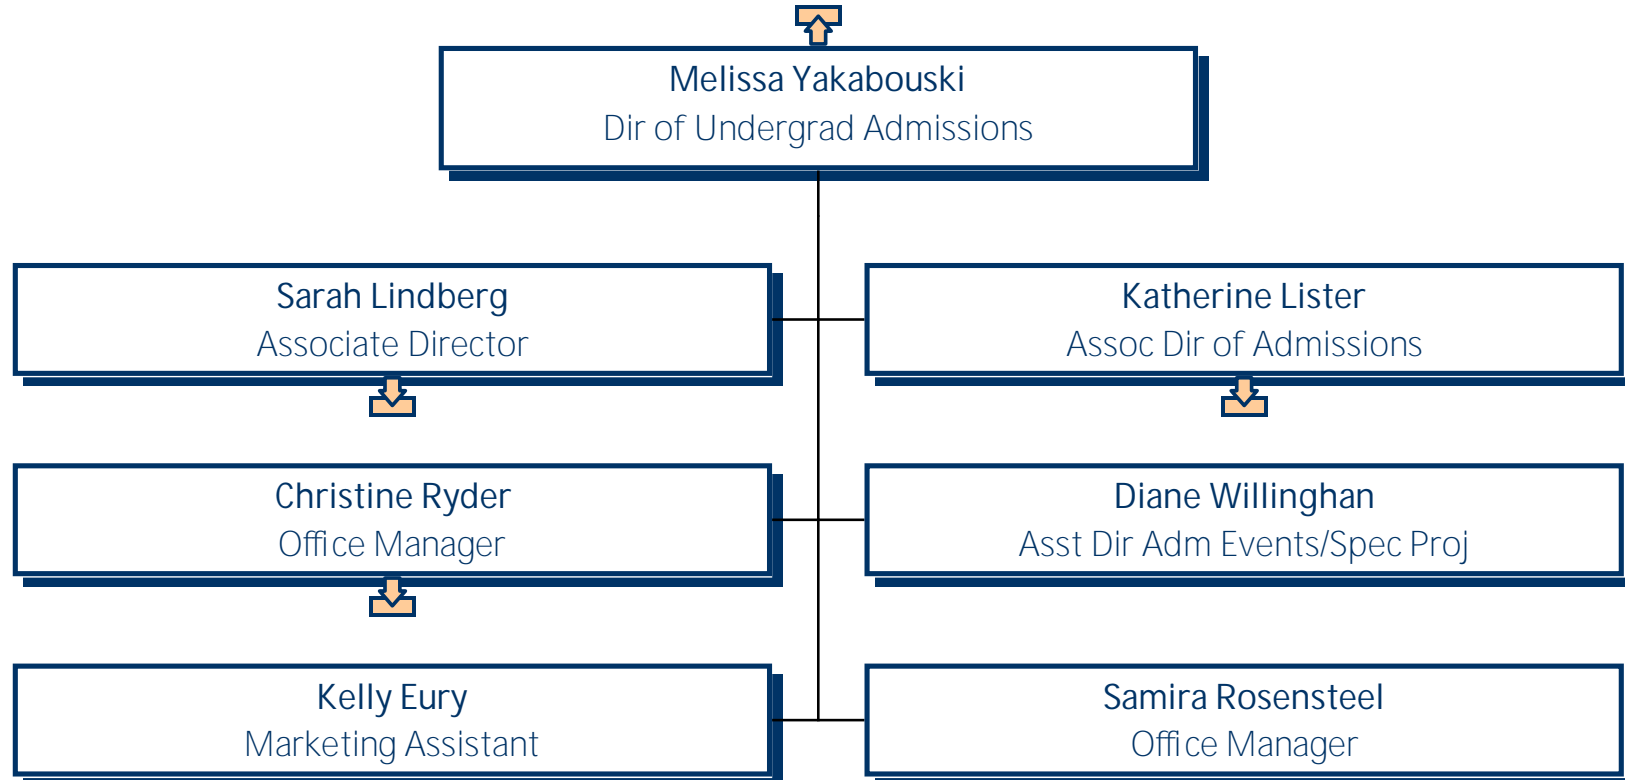 Melissa Yakabouski
Dir of Undergrad Admissions
Sarah Lindberg
Associate Director
Katherine Lister
Assoc Dir of Admissions
Christine Ryder
Office Manager
Diane Willinghan
Asst Dir Adm Events/Spec Proj
Kelly Eury
Marketing Assistant
Samira Rosensteel
Office Manager